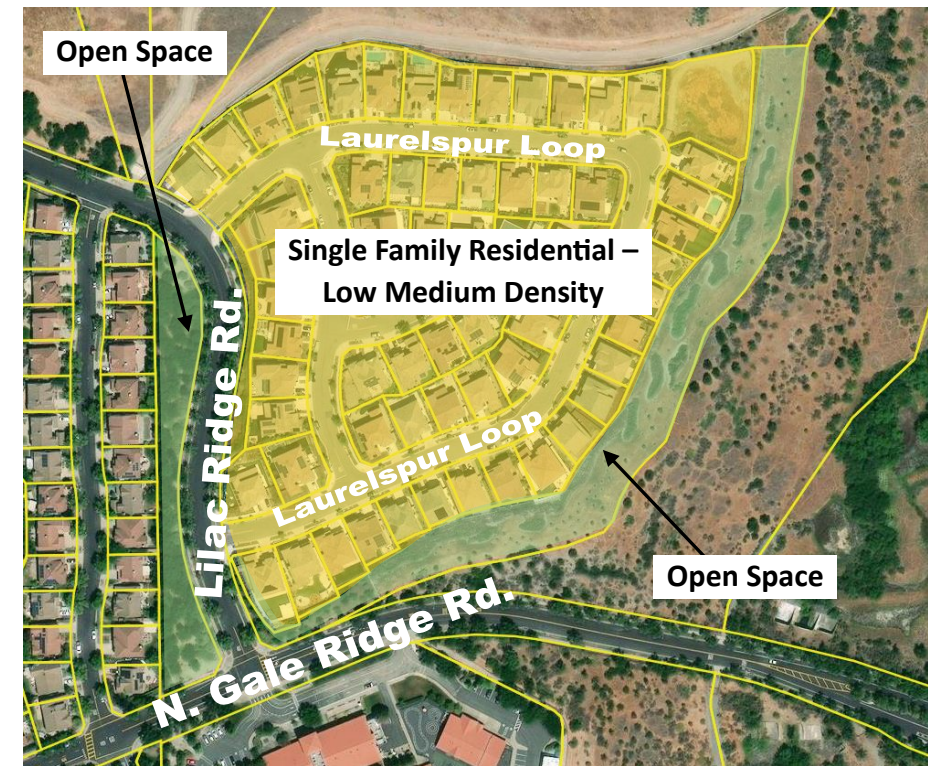 Open Space
Laurelspur Loop
Single Family Residential –
Low Medium Density
Lilac Ridge Rd.
Laurelspur Loop
Open Space
N. Gale Ridge Rd.